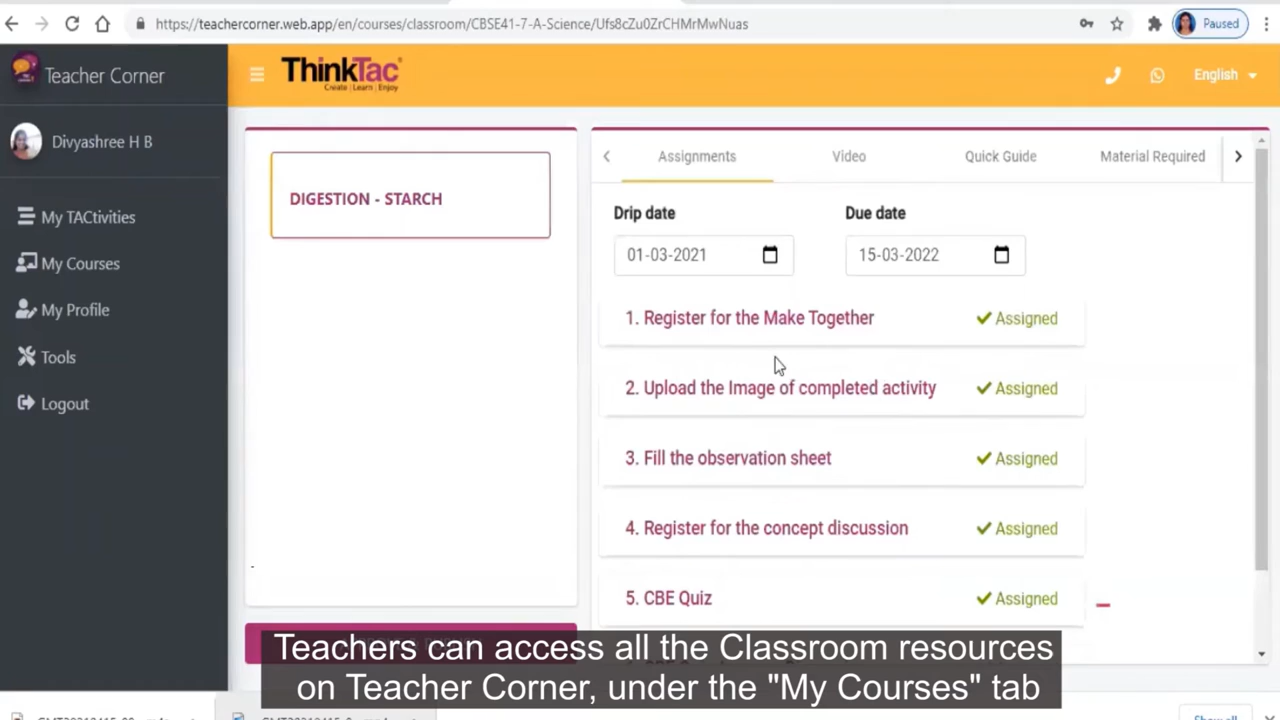 https://teachercorner.web.app/en/courses/classroom/CBSE41-7-A-Science/Ufs8cZu0ZrCHMrMwNuas
Paused
Teacher Corner
ThinkTac
Create | Learn | Enjoy
English
Divyashree H B
My TACtivities
My Courses
My Profile
Tools
Logout
DIGESTION - STARCH
Assignments
Video
Quick Guide
Material Required
Drip date
Due date
01-03-2021
15-03-2022
1. Register for the Make Together
Assigned
2. Upload the Image of completed activity
Assigned
3. Fill the observation sheet
Assigned
4. Register for the concept discussion
Assigned
5. CBE Quiz
Assigned
Teachers can access all the Classroom resources
on Teacher Corner, under the "My Courses" tab
Show all